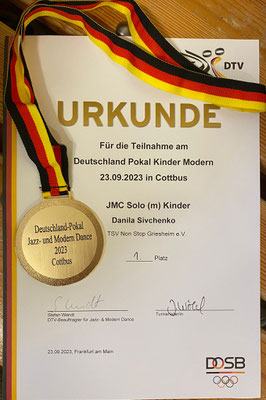 DTV
URKUNDE
Für die Teilnahme am
Deutschland Pokal Kinder Modern
23.09.2023 in Cottbus
JMC Solo (m) Kinder
Danila Sivchenko
TSV Non Stop Griesheim e.V.
1 Platz
Deutschland-Pokal
Jazz- und Modern Dance
2023
Cottbus
Stefan Wendt
DTV-Beauftragter für Jazz- & Modern Dance
23.09.2023, Frankfurt am Main
DOSB